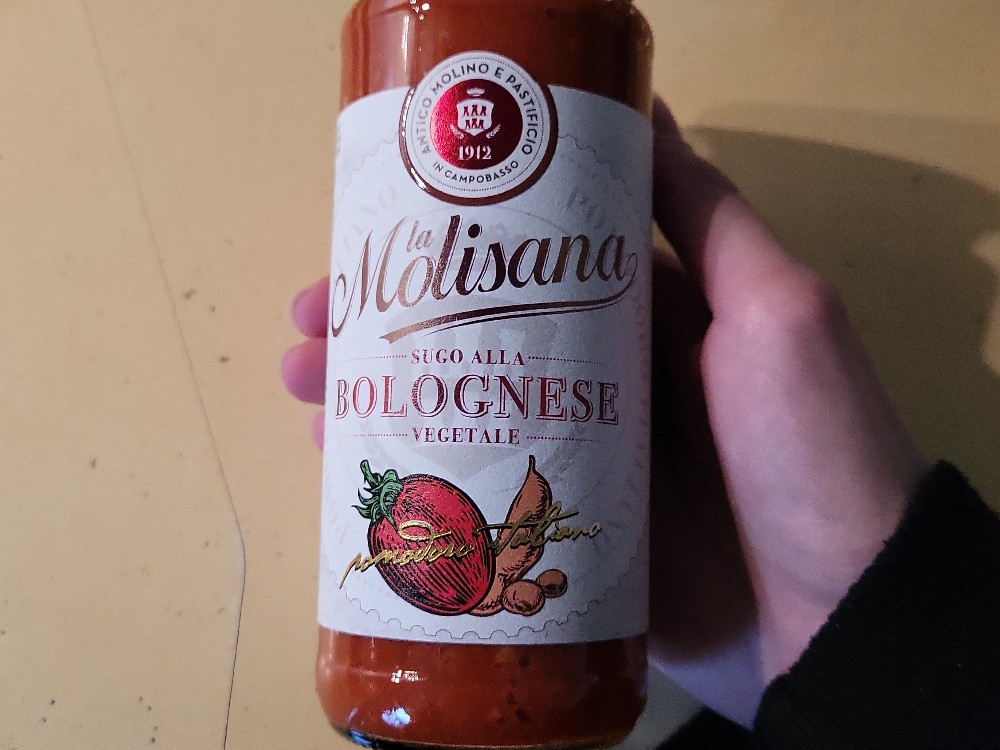 ANTICO MOLINO E PASTIFICIO
1912
IN CAMPOBASSO
la
Molisana
SUGO ALLA
BOLOGNESE
VEGETALE
pomodoro italiano